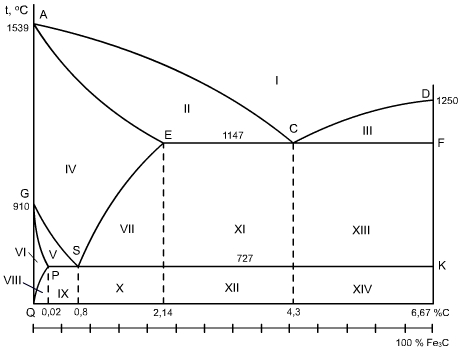 t, ºC
A
1539
I
D
1250
II
C
III
E
1147
F
IV
G
910
VII
XI
XIII
VI
V
S
727
K
P
VIII
IX
X
XII
XIV
Q
0,02
0,8
2,14
4,3
6,67 %C
100 % Fe₃C